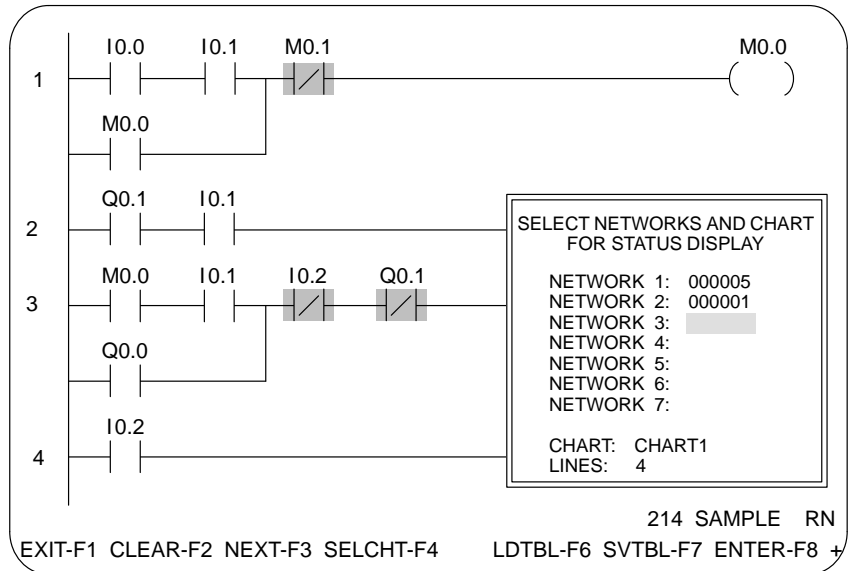 I0.0 I0.1 M0.1 M0.0
1
M0.0
Q0.1 I0.1
2
SELECT NETWORKS AND CHART
FOR STATUS DISPLAY
NETWORK 1: 000005
NETWORK 2: 000001
NETWORK 3:
NETWORK 4:
NETWORK 5:
NETWORK 6:
NETWORK 7:
CHART: CHART1
LINES: 4
M0.0 I0.1 I0.2 Q0.1
3
Q0.0
I0.2
4
214 SAMPLE RN
EXIT-F1 CLEAR-F2 NEXT-F3 SELCHT-F4 LDTBL-F6 SVTBL-F7 ENTER-F8 +